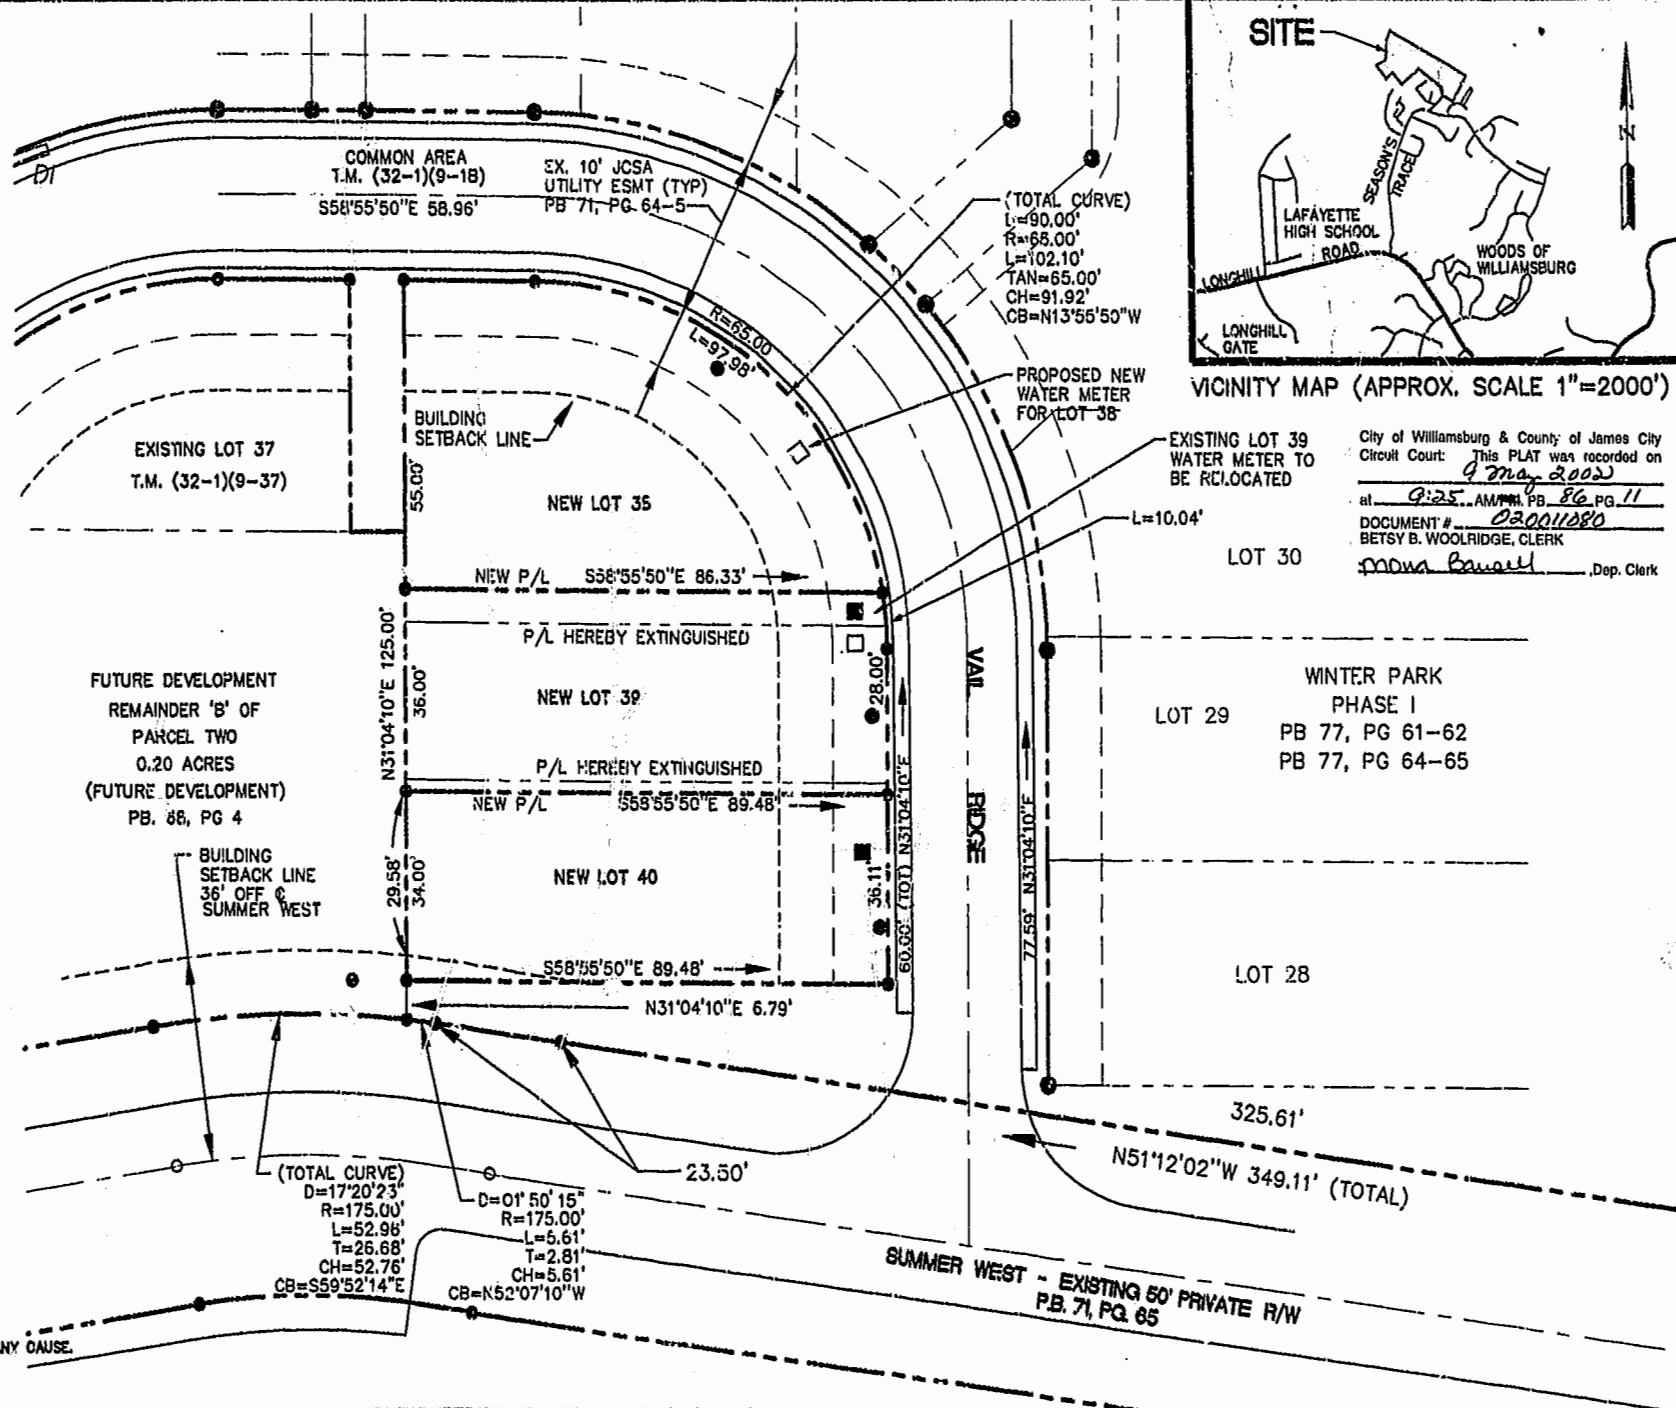 SITE
N
SEASON'S
TRACE
LAFAYETTE
HIGH SCHOOL
ROAD
LONGHILL
WOODS OF
WILLIAMSBURG
LONGHILL
GATE
VICINITY MAP (APPROX. SCALE 1"=2000')
City of Williamsburg & County of James City
Circuit Court: This PLAT was recorded on
9 May 2002
at 9:25 AM/PM. PB 86 PG 11
DOCUMENT # 020011080
BETSY B. WOOLRIDGE, CLERK
Mona , Dep. Clerk
DI
COMMON AREA
T.M. (32-1)(9-1B)
S58°55'50"E 58.96'
EX. 10' JCSA
UTILITY ESMT (TYP)
PB 71, PG 64-5
(TOTAL CURVE)
L=90.00'
R=65.00'
L=102.10'
TAN=65.00'
CH=91.92'
CB=N13°55'50"W
R=65.00
L=97.98'
PROPOSED NEW
WATER METER
FOR LOT 38
EXISTING LOT 39
WATER METER TO
BE RELOCATED
L=10.04'
BUILDING
SETBACK LINE
EXISTING LOT 37
T.M. (32-1)(9-37)
55.00'
NEW LOT 35
NEW P/L S58°55'50"E 86.33'
P/L HEREBY EXTINGUISHED
N31°04'10"E 125.00'
36.00'
NEW LOT 39
28.00'
P/L HEREBY EXTINGUISHED
NEW P/L S58°55'50"E 89.48'
FUTURE DEVELOPMENT
REMAINDER 'B' OF
PARCEL TWO
0.20 ACRES
(FUTURE DEVELOPMENT)
PB. 86, PG 4
BUILDING
SETBACK LINE
36' OFF ℄
SUMMER WEST
29.58'
34.00'
NEW LOT 40
36.11'
60.00' (TOT) N31°04'10"E
VAIL RIDGE
77.59' N31°04'10"E
S58°55'50"E 89.48'
N31°04'10"E 6.79'
LOT 30
LOT 29
WINTER PARK
PHASE I
PB 77, PG 61-62
PB 77, PG 64-65
LOT 28
325.61'
N51°12'02"W 349.11' (TOTAL)
23.50'
(TOTAL CURVE)
D=17°20'23"
R=175.00'
L=52.96'
T=26.68'
CH=52.76'
CB=S59°52'14"E
D=01°50'15"
R=175.00'
L=5.61'
T=2.81'
CH=5.61'
CB=N52°07'10"W
SUMMER WEST - EXISTING 50' PRIVATE R/W
P.B. 71, PG. 65
ANY CAUSE.